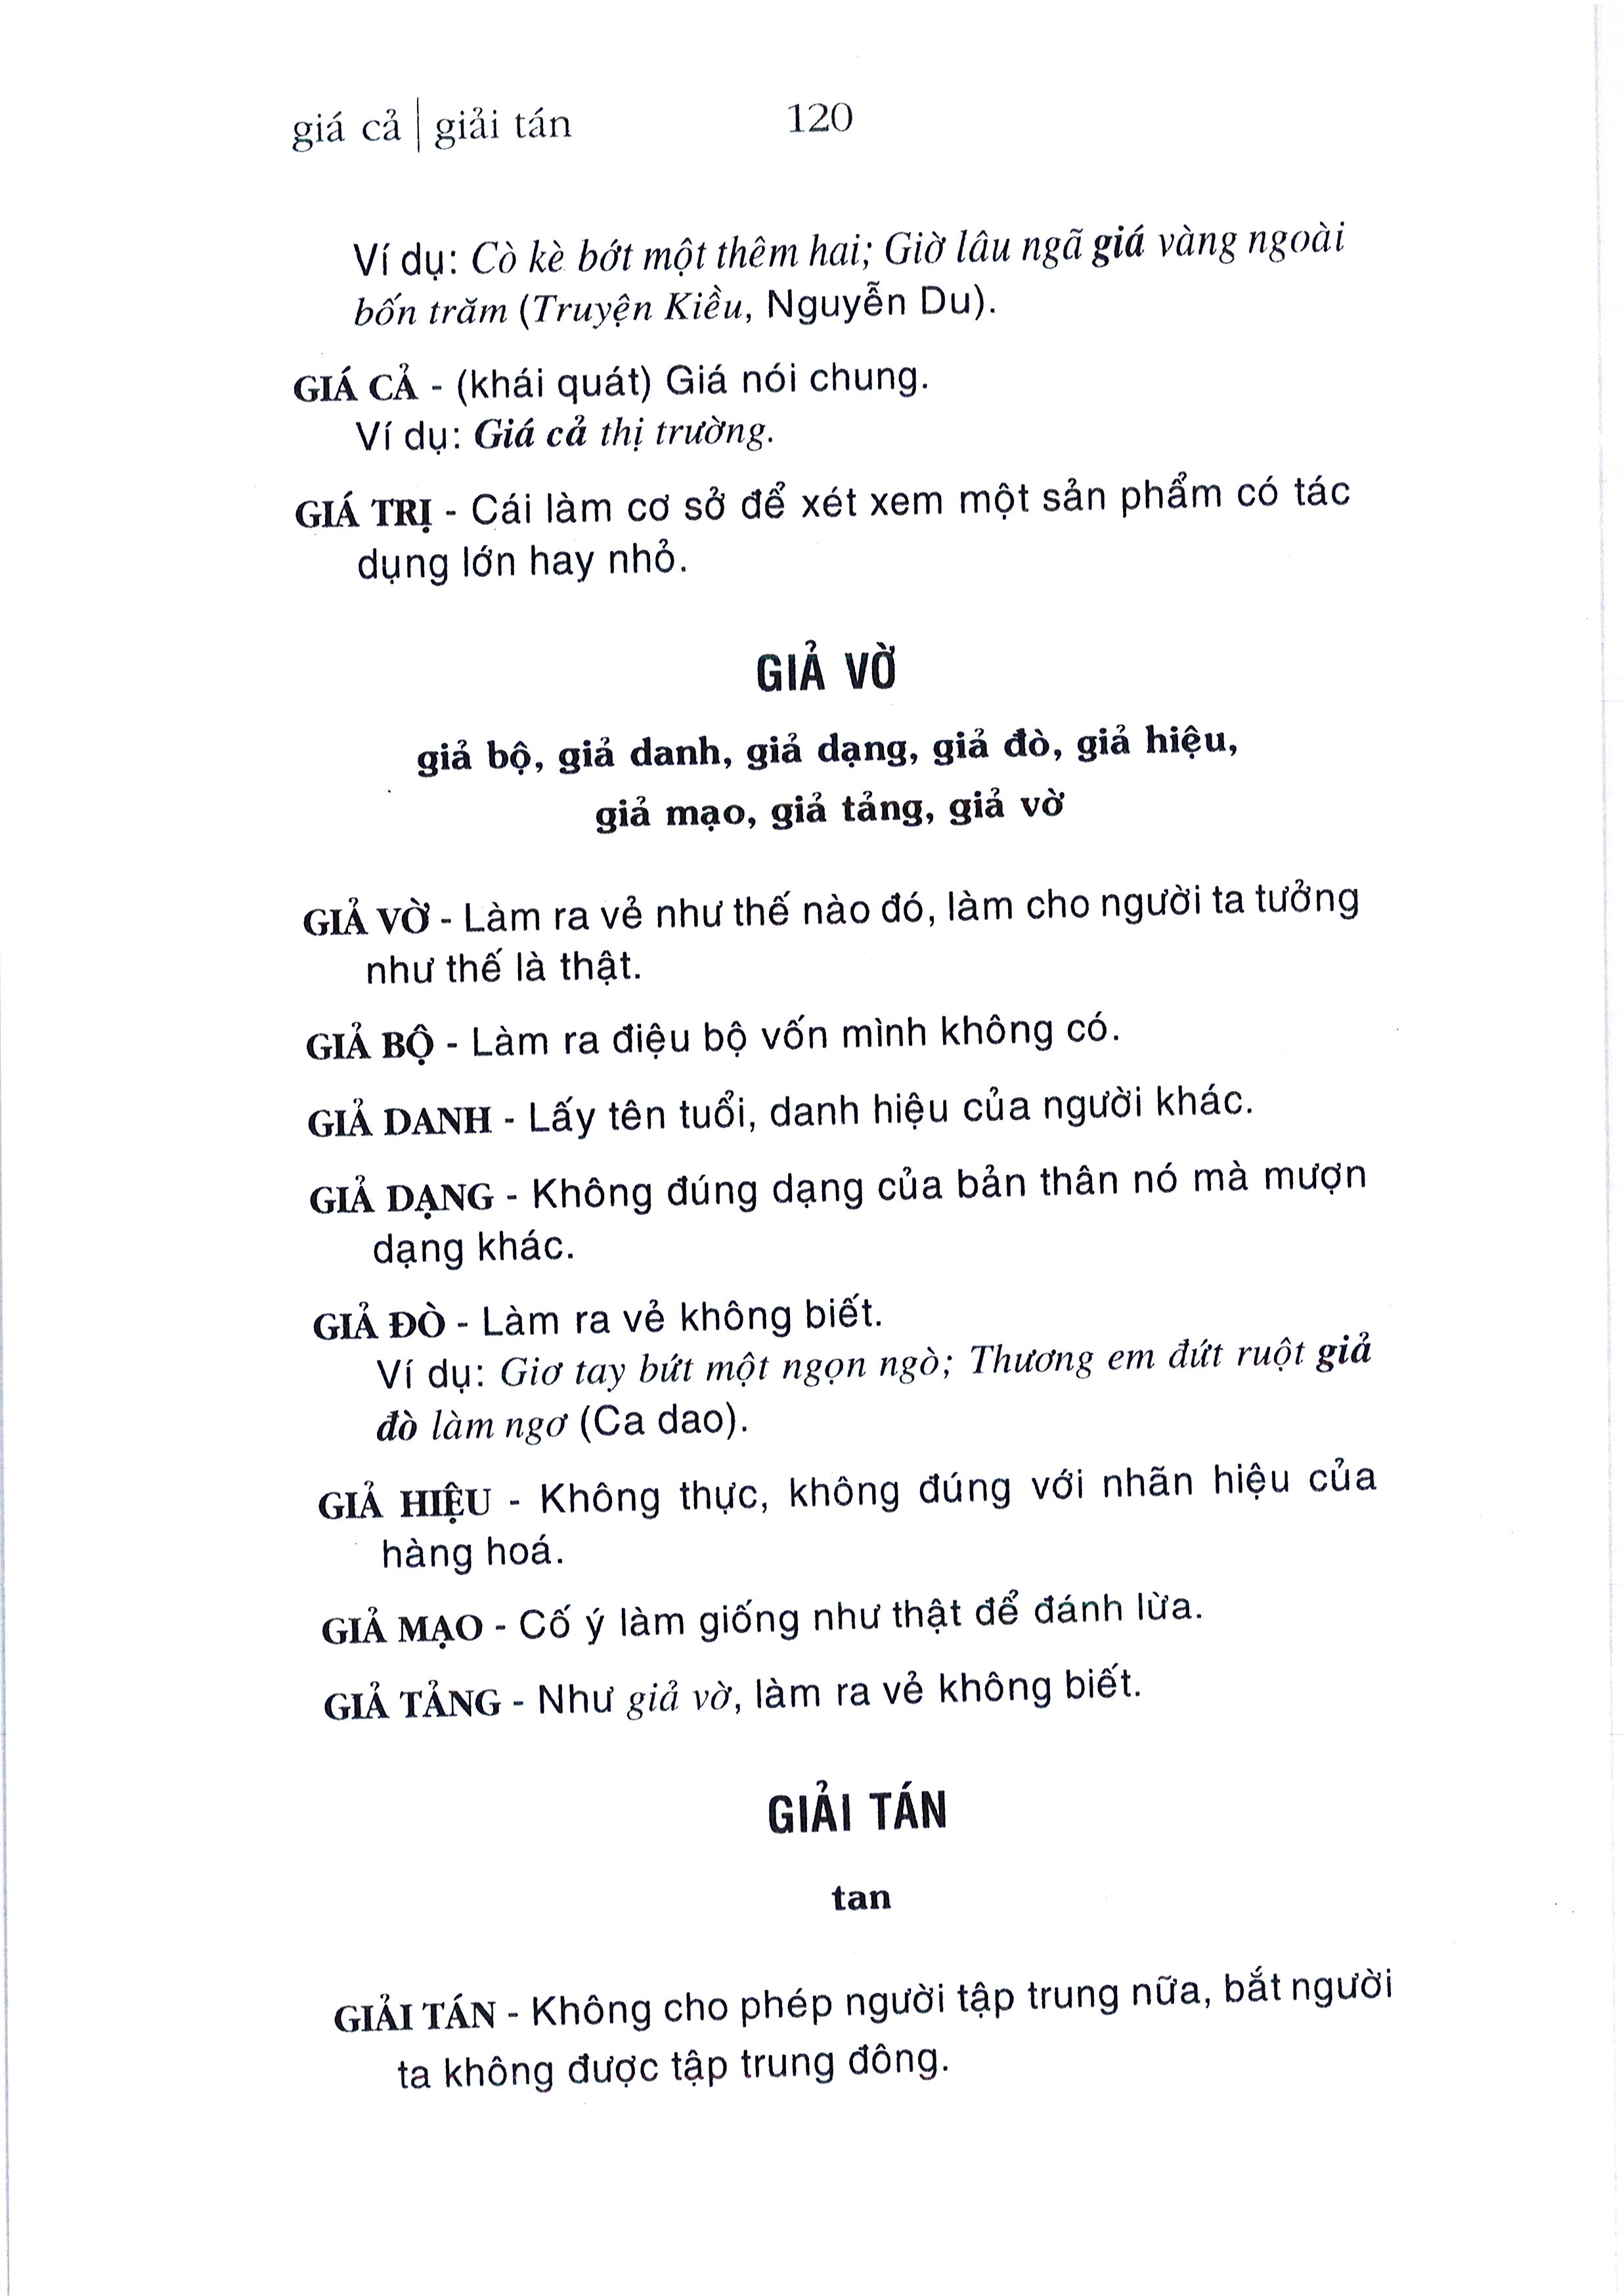 giá cả | giải tán 120
Ví dụ: Cò kè bớt một thêm hai; Giờ lâu ngã giá vàng ngoài
bốn trăm (Truyện Kiều, Nguyễn Du).
GIÁ CẢ - (khái quát) Giá nói chung.
Ví dụ: Giá cả thị trường.
GIÁ TRỊ - Cái làm cơ sở để xét xem một sản phẩm có tác
dụng lớn hay nhỏ.
GIẢ VỜ
giả bộ, giả danh, giả dạng, giả đò, giả hiệu,
giả mạo, giả tảng, giả vờ
GIẢ VỜ - Làm ra vẻ như thế nào đó, làm cho người ta tưởng
như thế là thật.
GIẢ BỘ - Làm ra điệu bộ vốn mình không có.
GIẢ DANH - Lấy tên tuổi, danh hiệu của người khác.
GIẢ DẠNG - Không đúng dạng của bản thân nó mà mượn
dạng khác.
GIẢ ĐÒ - Làm ra vẻ không biết.
Ví dụ: Giơ tay bứt một ngọn ngò; Thương em đứt ruột giả
đò làm ngơ (Ca dao).
GIẢ HIỆU - Không thực, không đúng với nhãn hiệu của
hàng hoá.
GIẢ MẠO - Cố ý làm giống như thật để đánh lừa.
GIẢ TẢNG - Như giả vờ, làm ra vẻ không biết.
GIẢI TÁN
tan
GIẢI TÁN - Không cho phép người tập trung nữa, bắt người
ta không được tập trung đông.